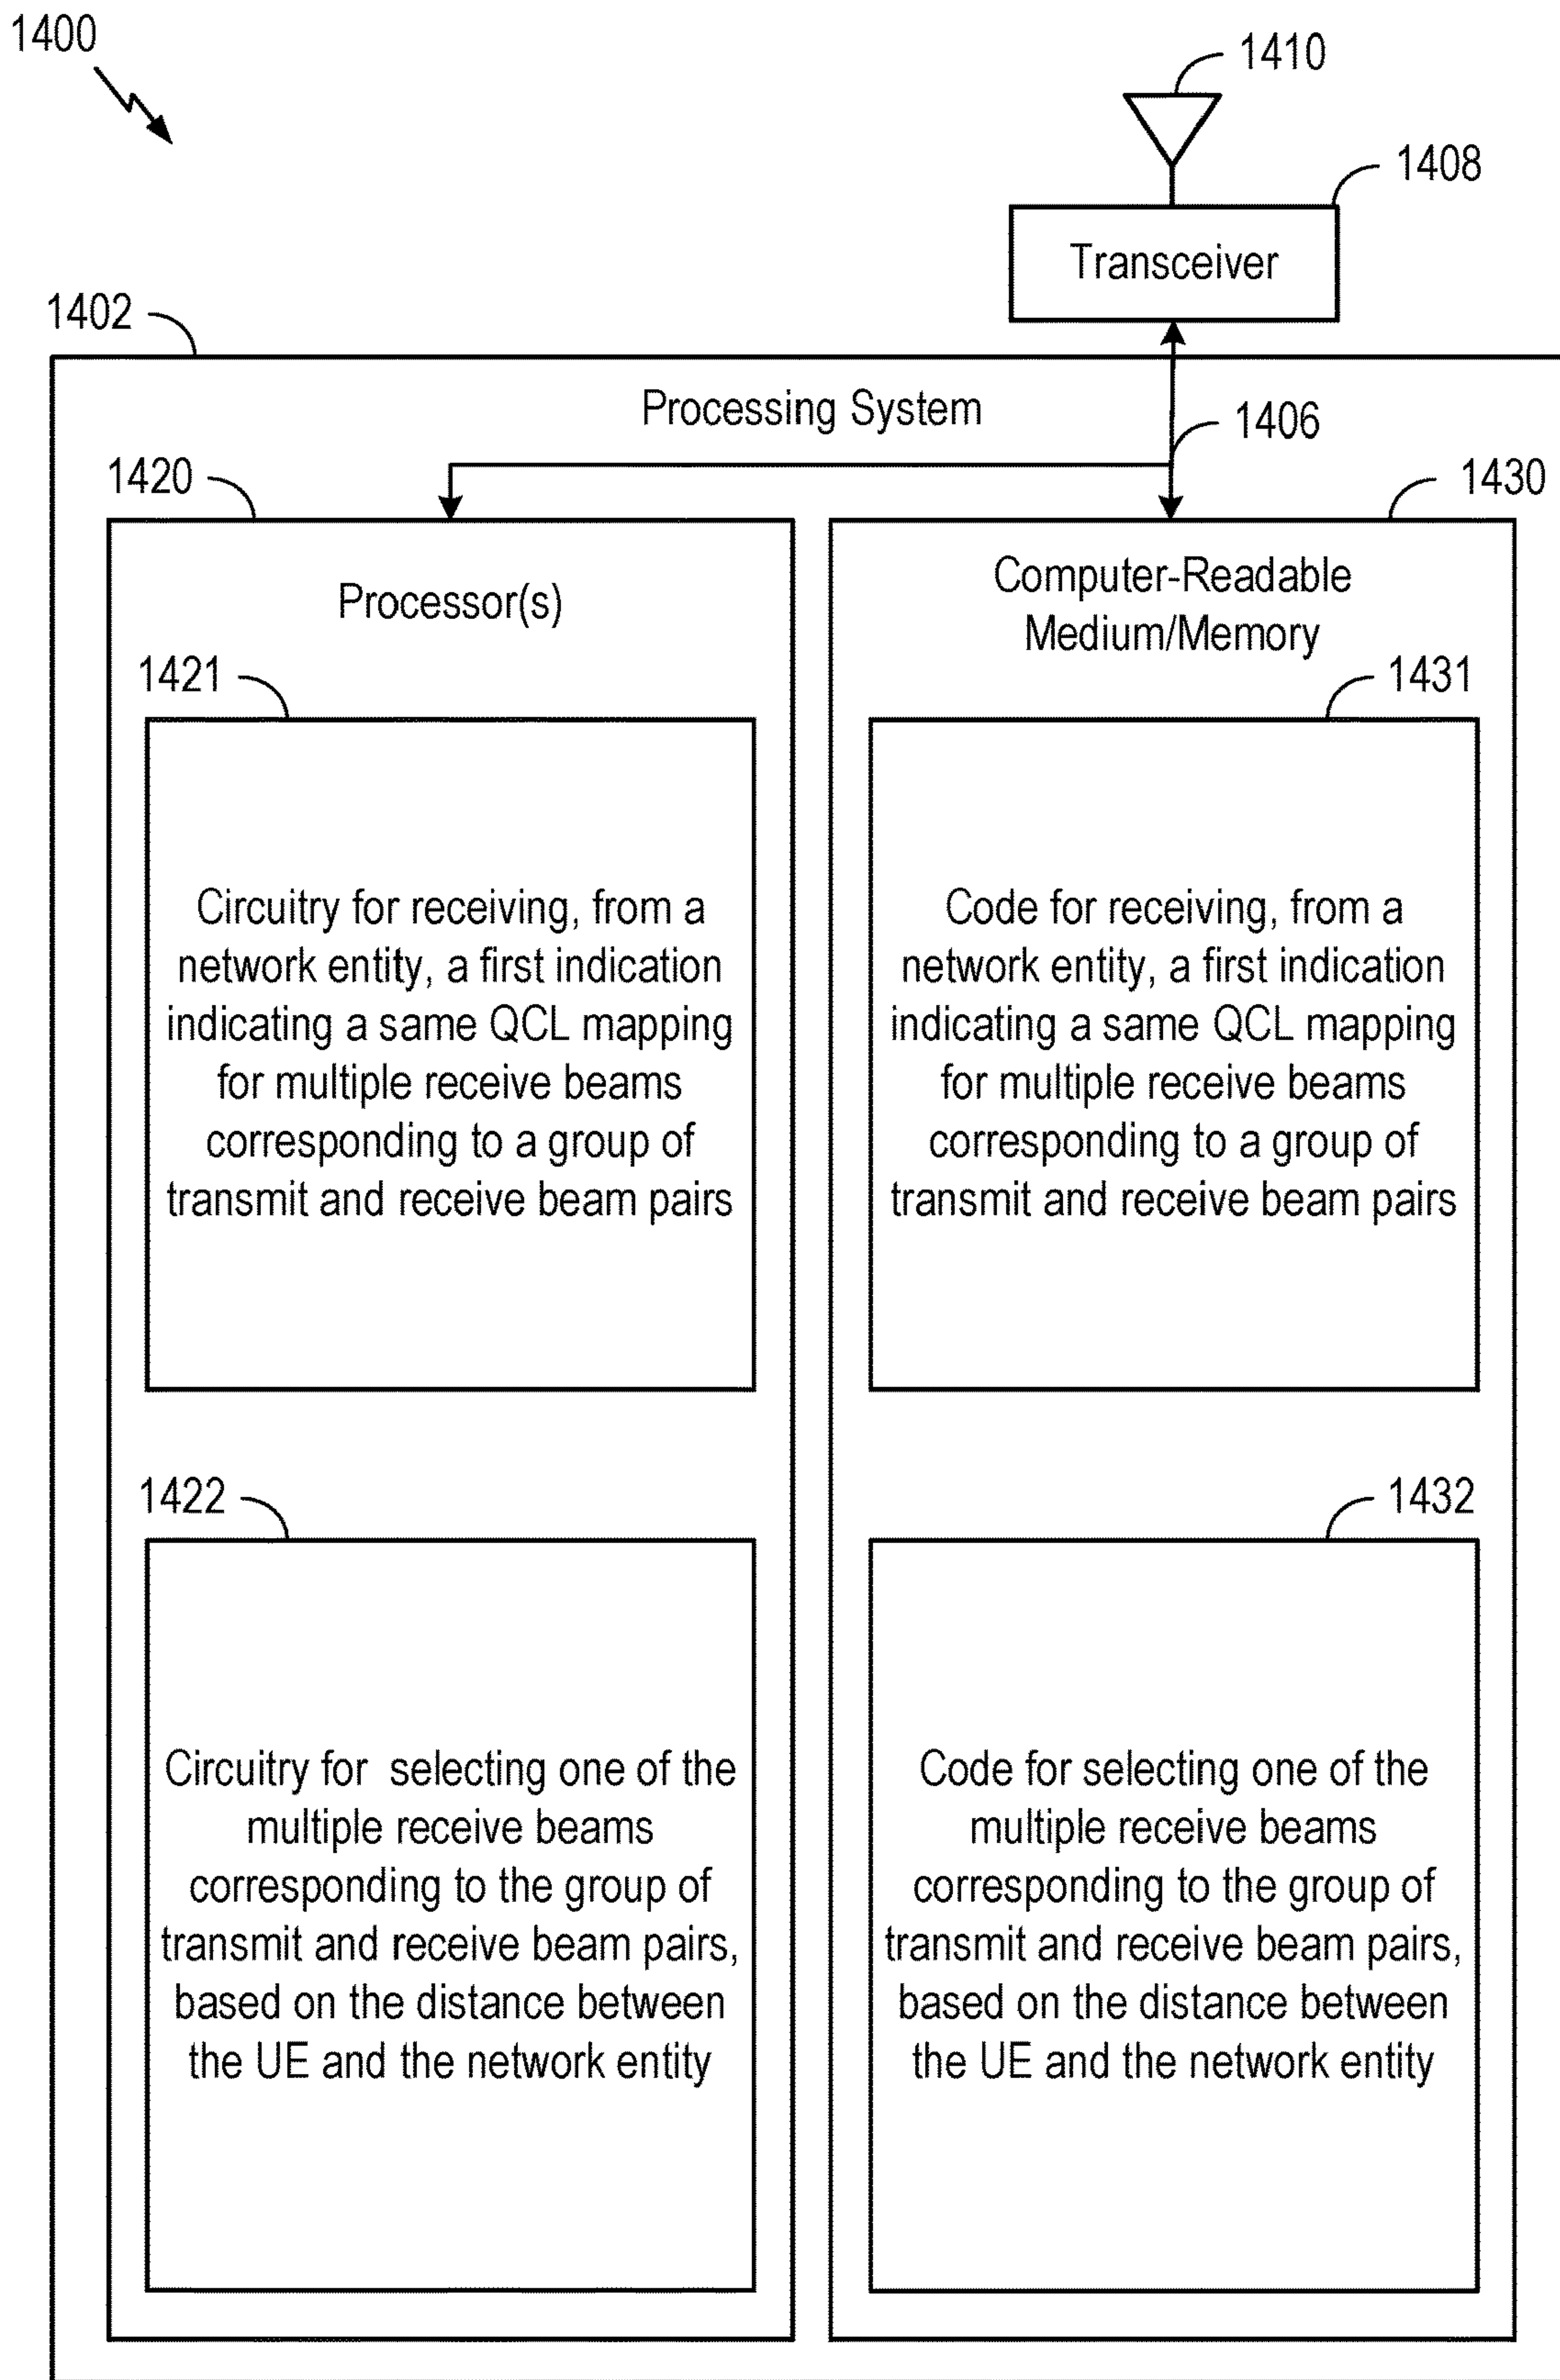 1400
1410
1408
Transceiver
1402
Processing System
1406
1420
1430
Processor(s)
Computer-Readable
Medium/Memory
1421
1431
Circuitry for receiving, from a
network entity, a first indication
indicating a same QCL mapping
for multiple receive beams
corresponding to a group of
transmit and receive beam pairs
Code for receiving, from a
network entity, a first indication
indicating a same QCL mapping
for multiple receive beams
corresponding to a group of
transmit and receive beam pairs
1422
1432
Circuitry for selecting one of the
multiple receive beams
corresponding to the group of
transmit and receive beam pairs,
based on the distance between
the UE and the network entity
Code for selecting one of the
multiple receive beams
corresponding to the group of
transmit and receive beam pairs,
based on the distance between
the UE and the network entity